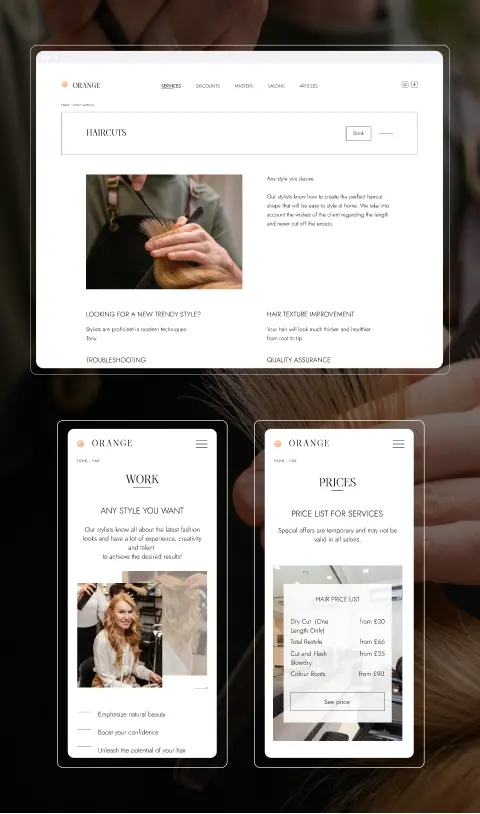 ORANGE
SERVICES
DISCOUNTS
MASTERS
SALONS
ARTICLES
HAIRCUTS
Book
Any style you desire
Our stylists know how to create the perfect haircut
shape that will be easy to style at home. We take into
account the wishes of the client regarding the length
and never cut off the excess.
LOOKING FOR A NEW TRENDY STYLE?
Stylists are proficient in modern techniques
Tony
HAIR TEXTURE IMPROVEMENT
Your hair will look much thicker and healthier
from root to tip
TROUBLESHOOTING
QUALITY ASSURANCE
ORANGE
HOME - HAIR
WORK
ANY STYLE YOU WANT
Our stylists know all about the latest fashion
looks and have a lot of experience, creativity
and talent
to achieve the desired results!
Emphasize natural beauty
Boost your confidence
Unleash the potential of your hair
ORANGE
HOME - HAIR
PRICES
PRICE LIST FOR SERVICES
Special offers are temporary and may not be
valid in all salons.
HAIR PRICE LIST
Dry Cut (One from £30
Length Only)
Total Restyle from £66
Cut and Flash from £35
Blowdry
Colour Roots from £90
See price